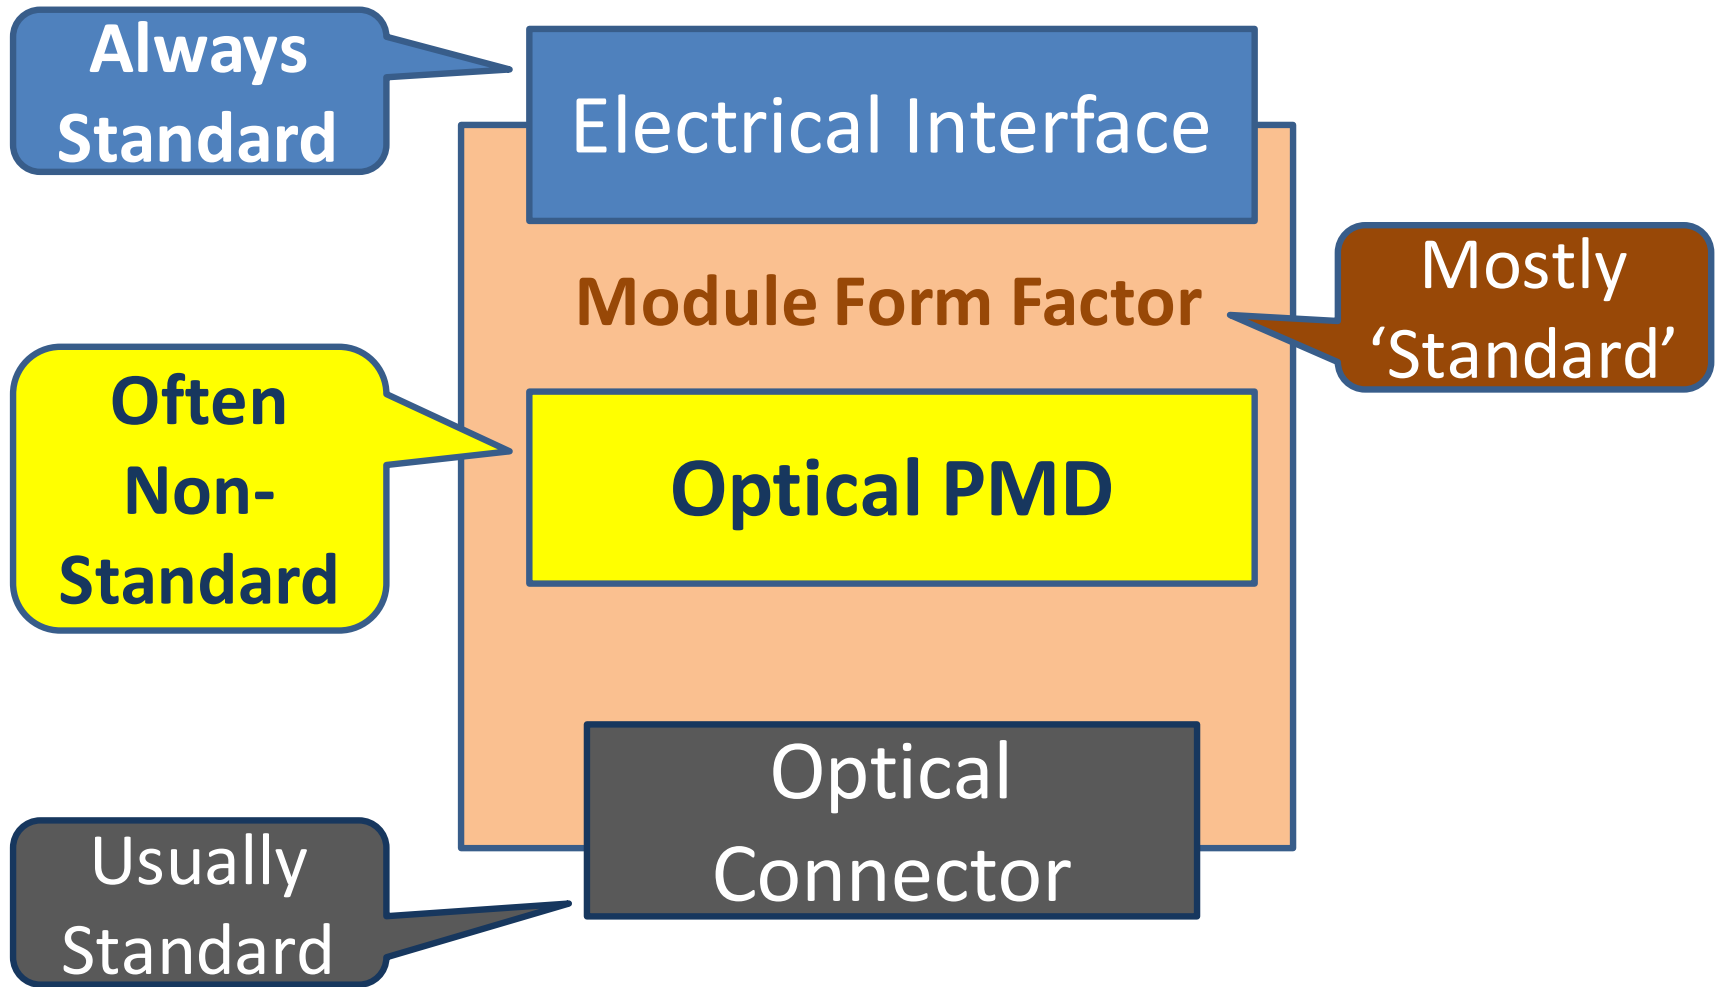 Always
Standard
Electrical Interface
Module Form Factor
Mostly
‘Standard’
Often
Non-
Standard
Optical PMD
Optical
Connector
Usually
Standard